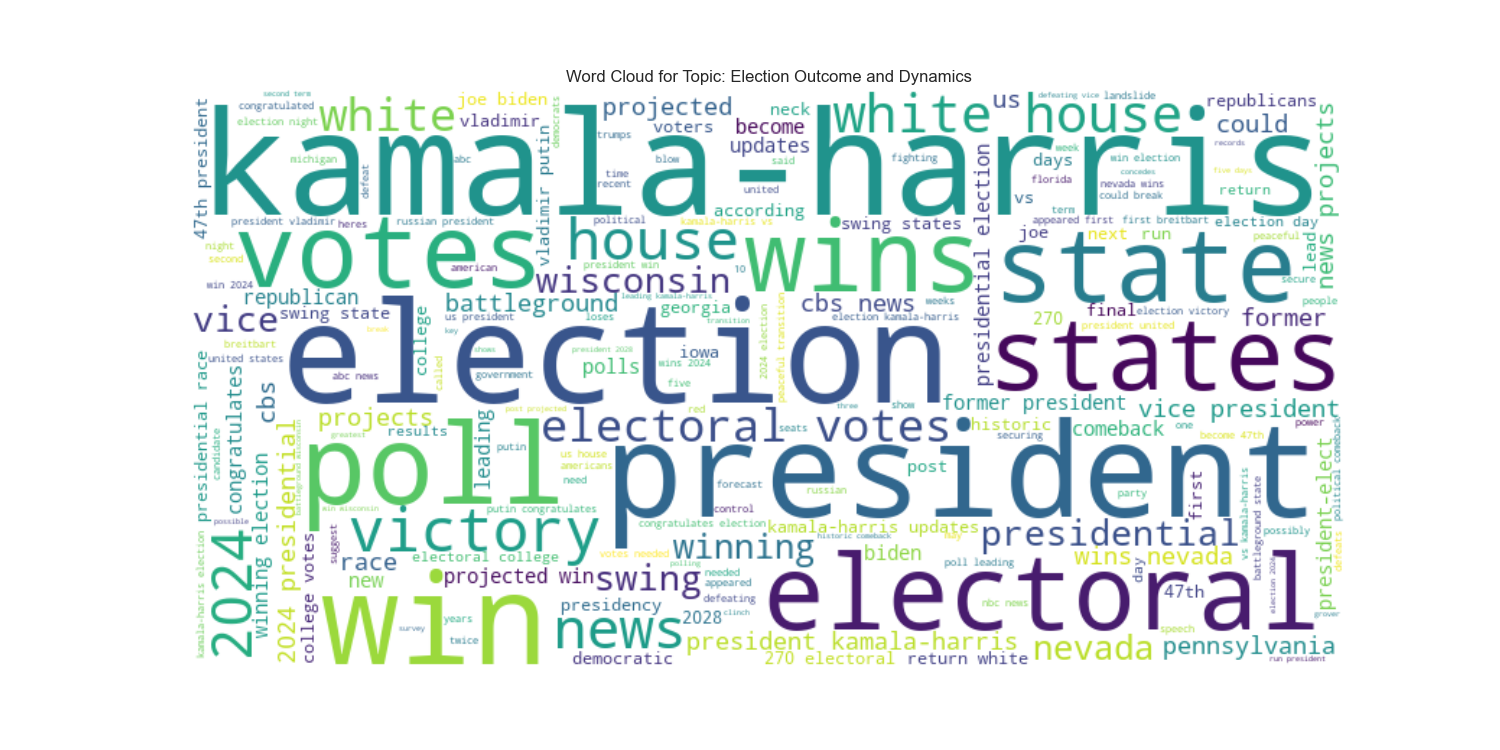 Word Cloud for Topic: Election Outcome and Dynamics
second term
congratulated
white
joe biden
projected
neck
white house
us
defeating vice
landslide
republicans
election night
vladimir
democrats
trumps
voters
become
updates
could
records
47th president
kamala-harris
michigan
abc
blow
said
fighting
week
win election
concedes
five days
defeat
time
recent
united
days
florida
nevada wins
could break
return
vladimir putin
according
vs
term
appeared first
first breitbart
election day
president vladimir
heres
russian president
political
kamala-harris vs
swing states
joe
next
run
peaceful
night
second
votes
house
wins
state
presidential election
lead
news projects
american
president win
10
secure
win 2024
wisconsin
leading kamala-harris
weeks
people
republican
battleground
georgia
cbs news
270
final
election victory
former
vice
swing state
us president
loses
transition
election kamala-harris
president united
breitbart
break
college
key
election
iowa
2024 election
peaceful transition
states
united states
shows
president 2028
wins 2024
abc news
called
government
polls
five
presidential race
congratulates
cbs
post projected
red
three
show
former president
vice president
projects
electoral votes
seats
historic
comeback
one
become 47th
power
greatest
results
leading
putin
us house
securing
candidate
battleground wisconsin
poll
americans
president
post
need
forecast
russian
party
first
vs kamala-harris
battleground state
president-elect
political comeback
2024
winning election
2024 presidential
win wisconsin
putin congratulates
control
possible
suggest
victory
congratulates election
kamala-harris updates
may
presidential
possibly
historic comeback
college votes
race
electoral college
votes needed
winning
biden
poll leading
wins nevada
defeats
kamala-harris election
new
projected win
swing
polling
needed
appeared
electoral
day
election 2024
win
presidency
defeating
nbc news
47th
grover
years
survey
twice
news
2028
clinch
speech
president kamala-harris
nevada
pennsylvania
democratic
270 electoral
return white
run president